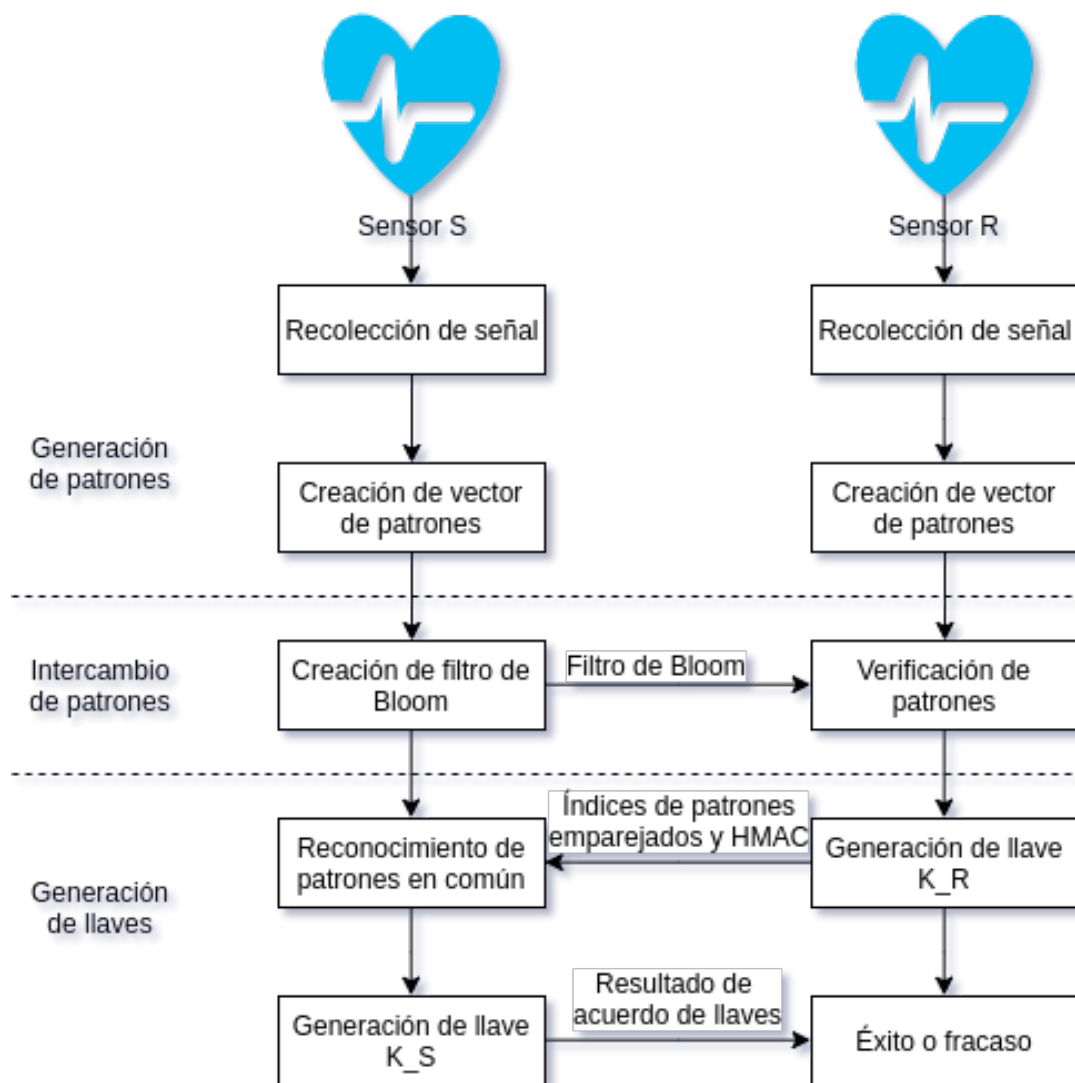 Sensor S
Sensor R
Recolección de señal
Recolección de señal
Generación
de patrones
Creación de vector
de patrones
Creación de vector
de patrones
Intercambio
de patrones
Creación de filtro de
Bloom
Filtro de Bloom
Verificación de
patrones
Generación
de llaves
Reconocimiento de
patrones en común
Índices de patrones
emparejados y HMAC
Generación de llave
K_R
Generación de llave
K_S
Resultado de
acuerdo de llaves
Éxito o fracaso